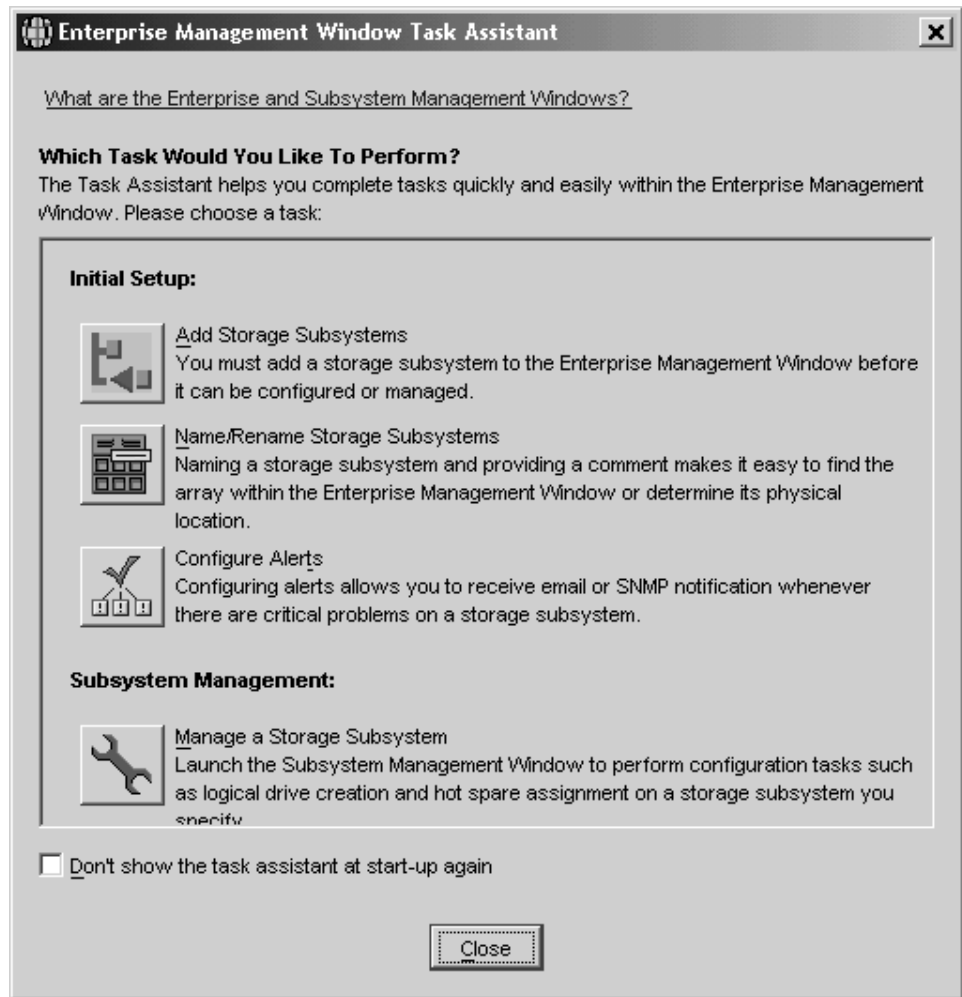 Enterprise Management Window Task Assistant
What are the Enterprise and Subsystem Management Windows?
Which Task Would You Like To Perform?
The Task Assistant helps you complete tasks quickly and easily within the Enterprise Management
Window. Please choose a task:
Initial Setup:
Add Storage Subsystems
You must add a storage subsystem to the Enterprise Management Window before
it can be configured or managed.
Name/Rename Storage Subsystems
Naming a storage subsystem and providing a comment makes it easy to find the
array within the Enterprise Management Window or determine its physical
location.
Configure Alerts
Configuring alerts allows you to receive email or SNMP notification whenever
there are critical problems on a storage subsystem.
Subsystem Management:
Manage a Storage Subsystem
Launch the Subsystem Management Window to perform configuration tasks such
as logical drive creation and hot spare assignment on a storage subsystem you
specify.
Don't show the task assistant at start-up again
Close